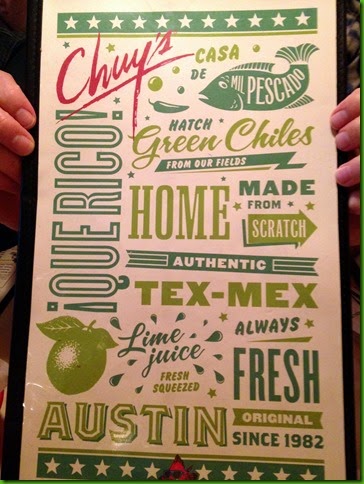 Chuy's
CASA
DE
MIL
PESCADO
¡QUE RICO!
HATCH
Green Chiles
FROM OUR FIELDS
HOME
MADE
FROM
SCRATCH
AUTHENTIC
TEX-MEX
Lime
juice
FRESH
SQUEEZED
ALWAYS
FRESH
AUSTIN
ORIGINAL
SINCE 1982